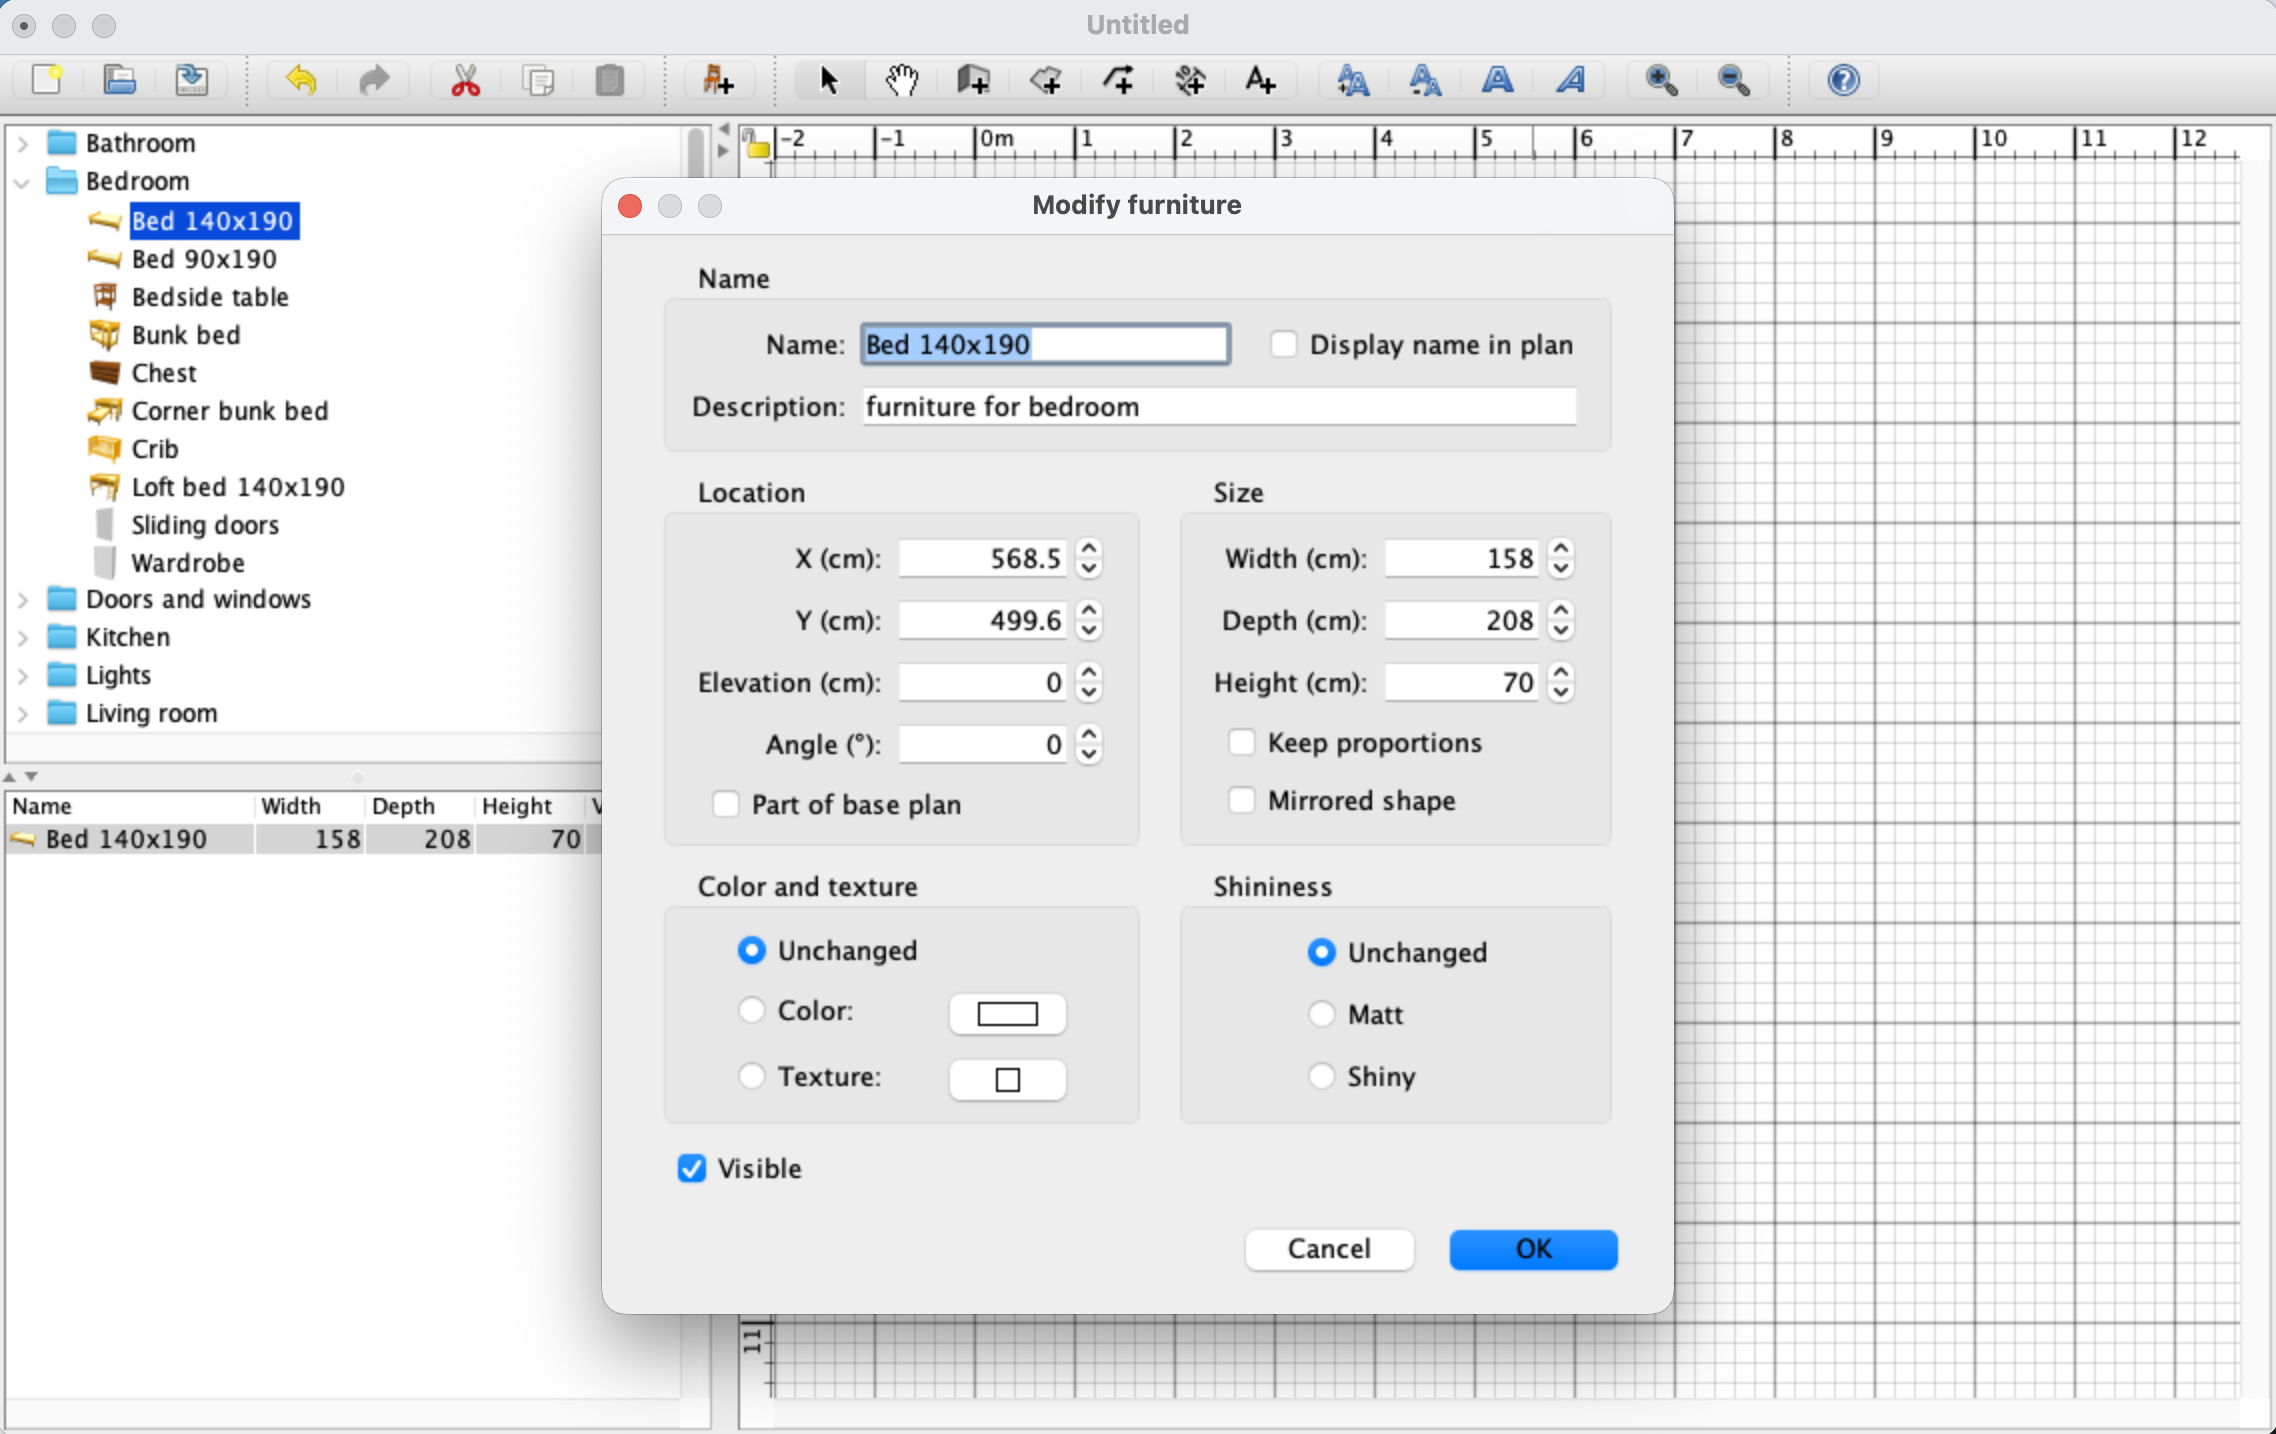 Untitled
-2 -1 0m 1 2 3 4 5 6 7 8 9 10 11 12
Bathroom
Bedroom
Bed 140x190
Bed 90x190
Bedside table
Bunk bed
Chest
Corner bunk bed
Crib
Loft bed 140x190
Sliding doors
Wardrobe
Doors and windows
Kitchen
Lights
Living room
Name Width Depth Height V
Bed 140x190 158 208 70
Modify furniture
Name
Name: Bed 140x190 Display name in plan
Description: furniture for bedroom
Location
X (cm): 568.5
Y (cm): 499.6
Elevation (cm): 0
Angle (°): 0
Part of base plan
Size
Width (cm): 158
Depth (cm): 208
Height (cm): 70
Keep proportions
Mirrored shape
Color and texture
Unchanged
Color:
Texture:
Shininess
Unchanged
Matt
Shiny
Visible
Cancel OK
11